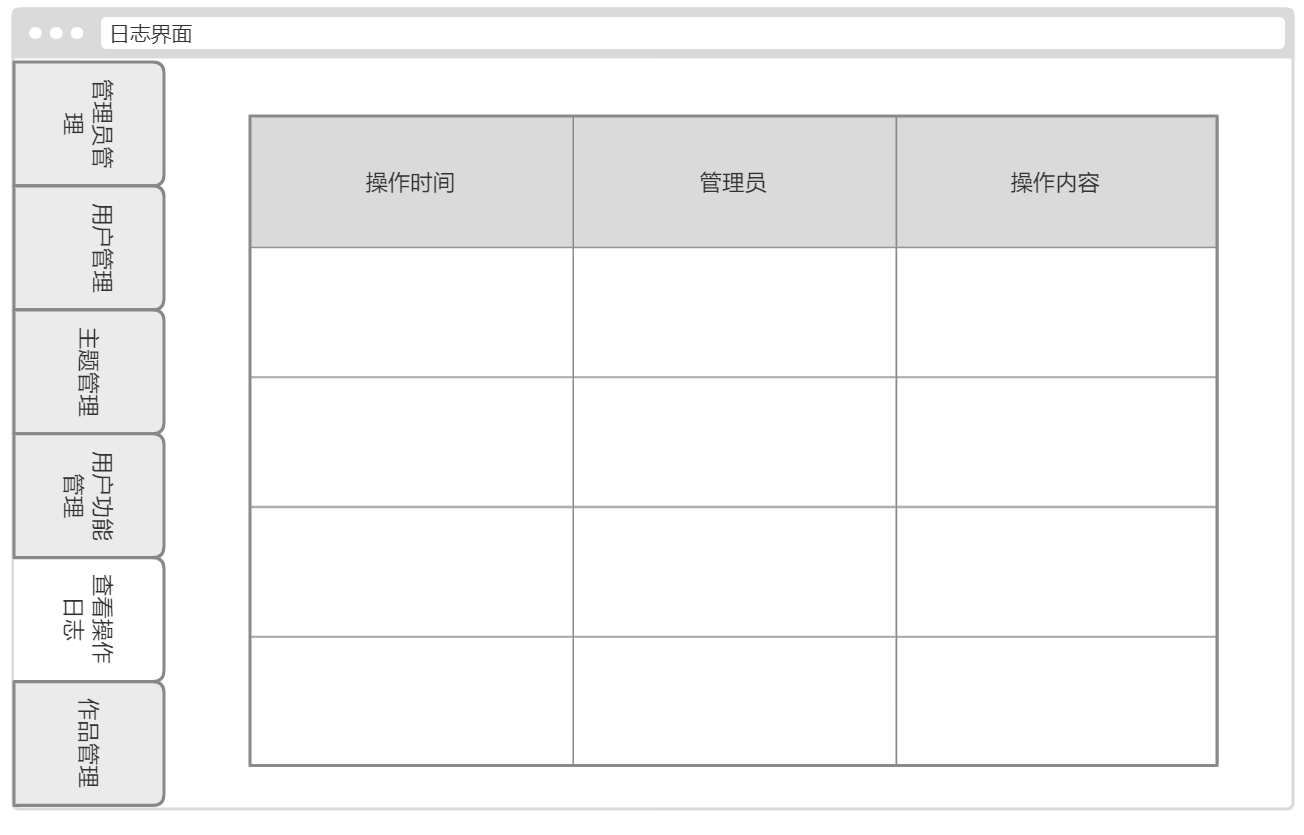 日志界面
管理员管
理
用户管理
主题管理
用户功能
管理
查看操作
日志
作品管理
操作时间
管理员
操作内容